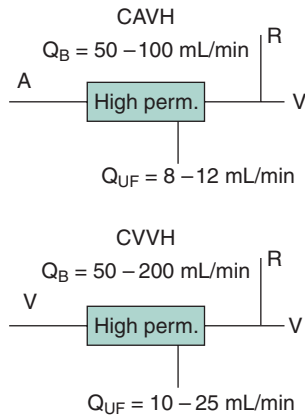 CAVH
Q_B = 50 – 100 mL/min
R
A
High perm.
V
Q_UF = 8 – 12 mL/min
CVVH
Q_B = 50 – 200 mL/min
R
V
High perm.
V
Q_UF = 10 – 25 mL/min